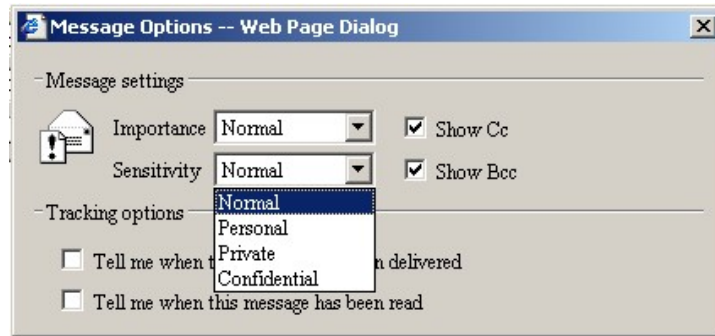 Message Options -- Web Page Dialog
Message settings
Importance Normal Show Cc
Sensitivity Normal Show Bcc
Normal
Tracking options
Personal
Private
Tell me when t n delivered
Confidential
Tell me when this message has been read